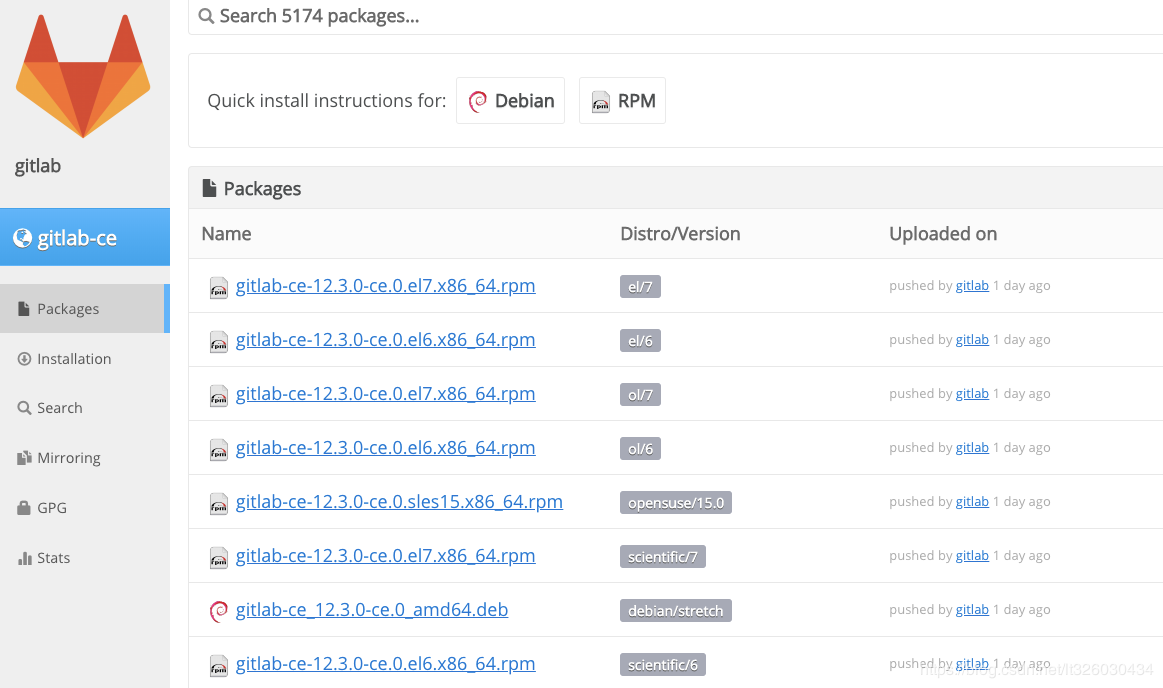 Search 5174 packages...
Quick install instructions for: Debian RPM
gitlab
gitlab-ce
Packages
Installation
Search
Mirroring
GPG
Stats
Packages
Name Distro/Version Uploaded on
gitlab-ce-12.3.0-ce.0.el7.x86_64.rpm el/7 pushed by gitlab 1 day ago
gitlab-ce-12.3.0-ce.0.el6.x86_64.rpm el/6 pushed by gitlab 1 day ago
gitlab-ce-12.3.0-ce.0.el7.x86_64.rpm ol/7 pushed by gitlab 1 day ago
gitlab-ce-12.3.0-ce.0.el6.x86_64.rpm ol/6 pushed by gitlab 1 day ago
gitlab-ce-12.3.0-ce.0.sles15.x86_64.rpm opensuse/15.0 pushed by gitlab 1 day ago
gitlab-ce-12.3.0-ce.0.el7.x86_64.rpm scientific/7 pushed by gitlab 1 day ago
gitlab-ce_12.3.0-ce.0_amd64.deb debian/stretch pushed by gitlab 1 day ago
gitlab-ce-12.3.0-ce.0.el6.x86_64.rpm scientific/6 pushed by gitlab 1 day ago
https://blog.csdn.net/lt326030434